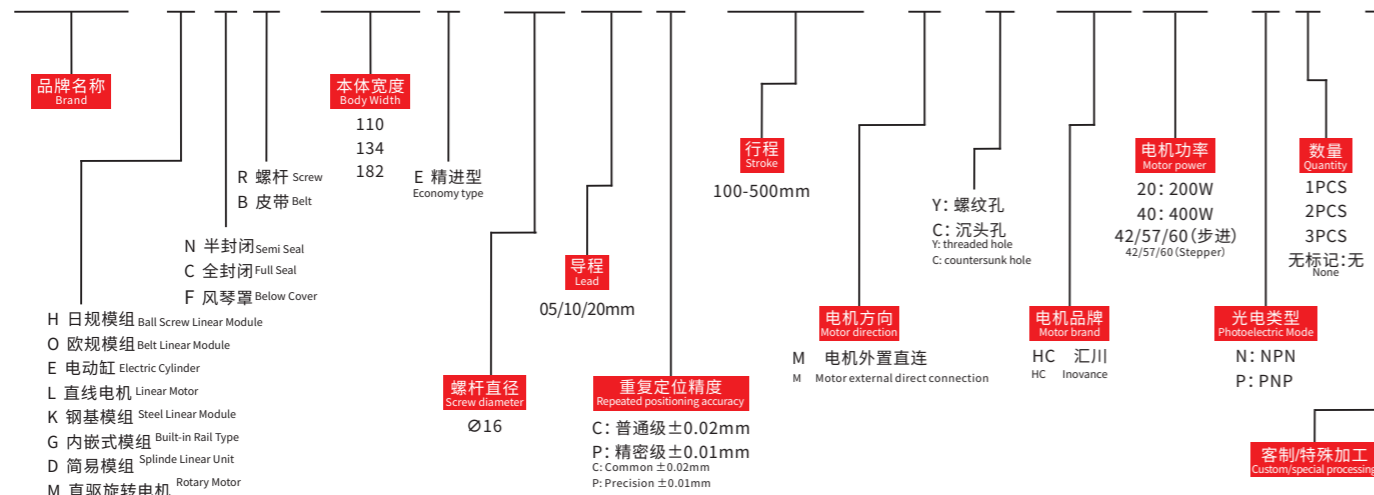 品牌名称
Brand
本体宽度
Body Width
110
134
182
R 螺杆 Screw
B 皮带 Belt
E 精进型
Economy type
N 半封闭 Semi Seal
C 全封闭 Full Seal
F 风琴罩 Below Cover
H 日规模组 Ball Screw Linear Module
O 欧规模组 Belt Linear Module
E 电动缸 Electric Cylinder
L 直线电机 Linear Motor
K 钢基模组 Steel Linear Module
G 内嵌式模组 Built-in Rail Type
D 简易模组 Splinde Linear Unit
M 直驱旋转电机 Rotary Motor
螺杆直径
Screw diameter
∅16
导程
Lead
05/10/20mm
重复定位精度
Repeated positioning accuracy
C: 普通级±0.02mm
P: 精密级±0.01mm
C: Common ±0.02mm
P: Precision ±0.01mm
行程
Stroke
100-500mm
电机方向
Motor direction
M 电机外置直连
M Motor external direct connection
Y: 螺纹孔
C: 沉头孔
Y: threaded hole
C: countersunk hole
电机品牌
Motor brand
HC 汇川
HC Inovance
电机功率
Motor power
20: 200W
40: 400W
42/57/60(步进)
42/57/60(Stepper)
光电类型
Photoelectric Mode
N: NPN
P: PNP
数量
Quantity
1PCS
2PCS
3PCS
无标记:无
None
客制/特殊加工
Custom/special processing